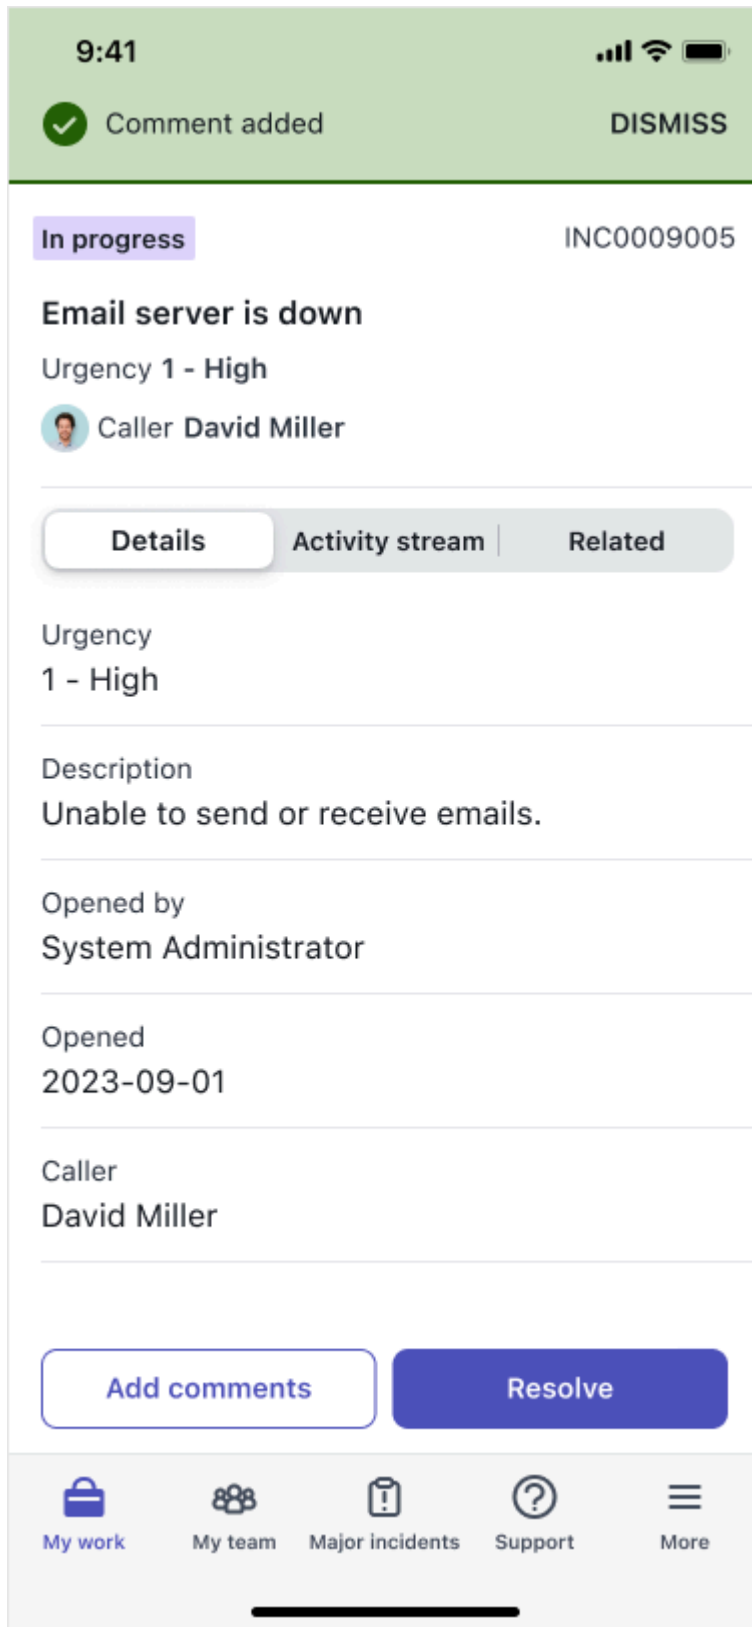 9:41
Comment added DISMISS
In progress INC0009005
Email server is down
Urgency 1 - High
Caller David Miller
Details Activity stream Related
Urgency
1 - High
Description
Unable to send or receive emails.
Opened by
System Administrator
Opened
2023-09-01
Caller
David Miller
Add comments Resolve
My work My team Major incidents Support More